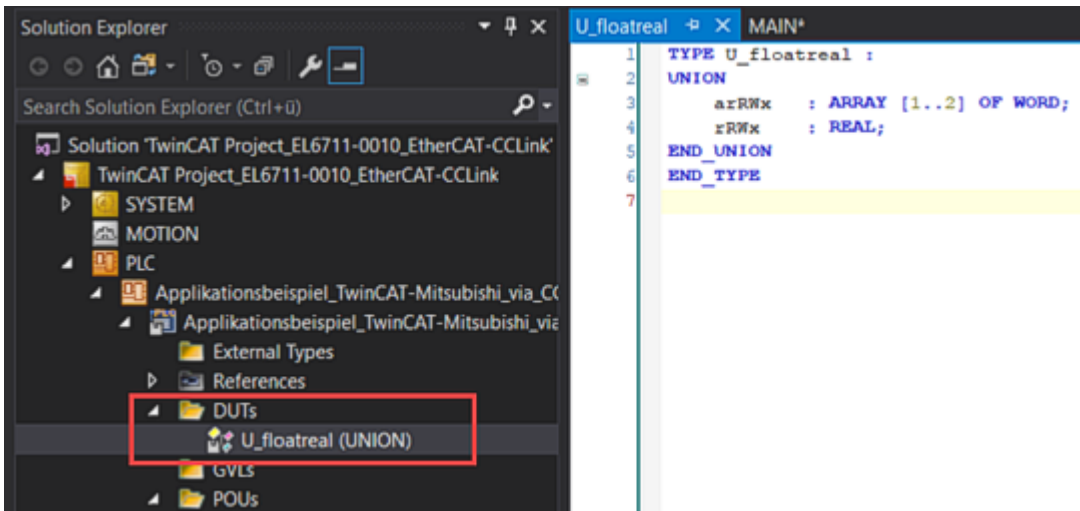 Solution Explorer
Search Solution Explorer (Ctrl+ü)
Solution 'TwinCAT Project_EL6711-0010_EtherCAT-CCLink'
TwinCAT Project_EL6711-0010_EtherCAT-CCLink
SYSTEM
MOTION
PLC
Applikationsbeispiel_TwinCAT-Mitsubishi_via_CC
Applikationsbeispiel_TwinCAT-Mitsubishi_via
External Types
References
DUTs
U_floatreal (UNION)
GVLs
POUs
U_floatreal MAIN*
1 TYPE U_floatreal :
2 UNION
3 arRWx : ARRAY [1..2] OF WORD;
4 rRWx : REAL;
5 END_UNION
6 END_TYPE
7